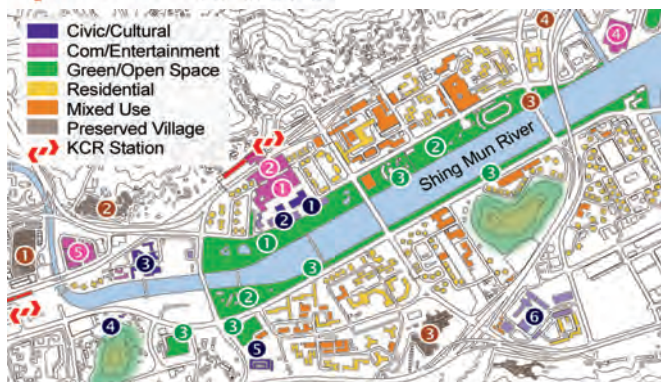 Civic/Cultural
Com/Entertainment
Green/Open Space
Residential
Mixed Use
Preserved Village
KCR Station
4
4
3
2
2
3
Shing Mun River
1
1
2
3
2
1
1
5
3
3
2
4
3
3
5
3
6